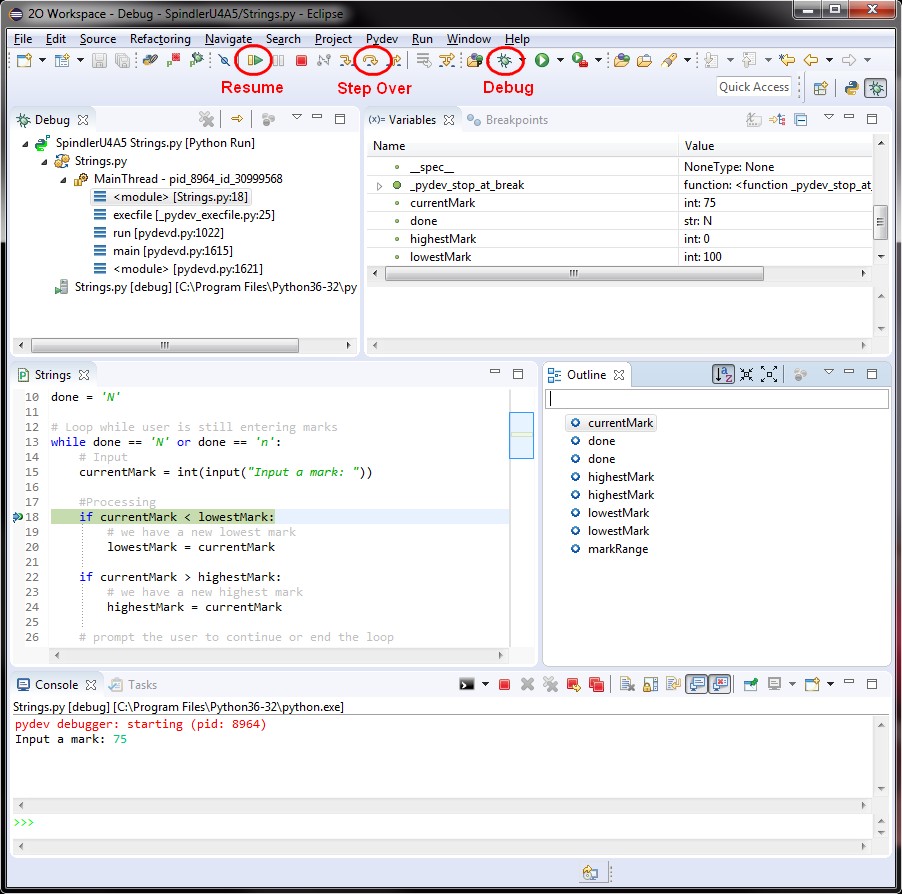 2O Workspace - Debug - SpindlerU4A5/Strings.py - Eclipse
File Edit Source Refactoring Navigate Search Project Pydev Run Window Help
Resume Step Over Debug
Quick Access
Debug
SpindlerU4A5 Strings.py [Python Run]
Strings.py
MainThread - pid_8964_id_30999568
<module> [Strings.py:18]
execfile [_pydev_execfile.py:25]
run [pydevd.py:1022]
main [pydevd.py:1615]
<module> [pydevd.py:1621]
Strings.py [debug] [C:\Program Files\Python36-32\py
(x)= Variables Breakpoints
Name Value
__spec__ NoneType: None
_pydev_stop_at_break function: <function _pydev_stop_at_
currentMark int: 75
done str: N
highestMark int: 0
lowestMark int: 100
Strings
10 done = 'N'
11
12 # Loop while user is still entering marks
13 while done == 'N' or done == 'n':
14 # Input
15 currentMark = int(input("Input a mark: "))
16
17 #Processing
18 if currentMark < lowestMark:
19 # we have a new lowest mark
20 lowestMark = currentMark
21
22 if currentMark > highestMark:
23 # we have a new highest mark
24 highestMark = currentMark
25
26 # prompt the user to continue or end the loop
Outline
currentMark
done
done
highestMark
highestMark
lowestMark
lowestMark
markRange
Console Tasks
Strings.py [debug] [C:\Program Files\Python36-32\python.exe]
pydev debugger: starting (pid: 8964)
Input a mark: 75
>>>